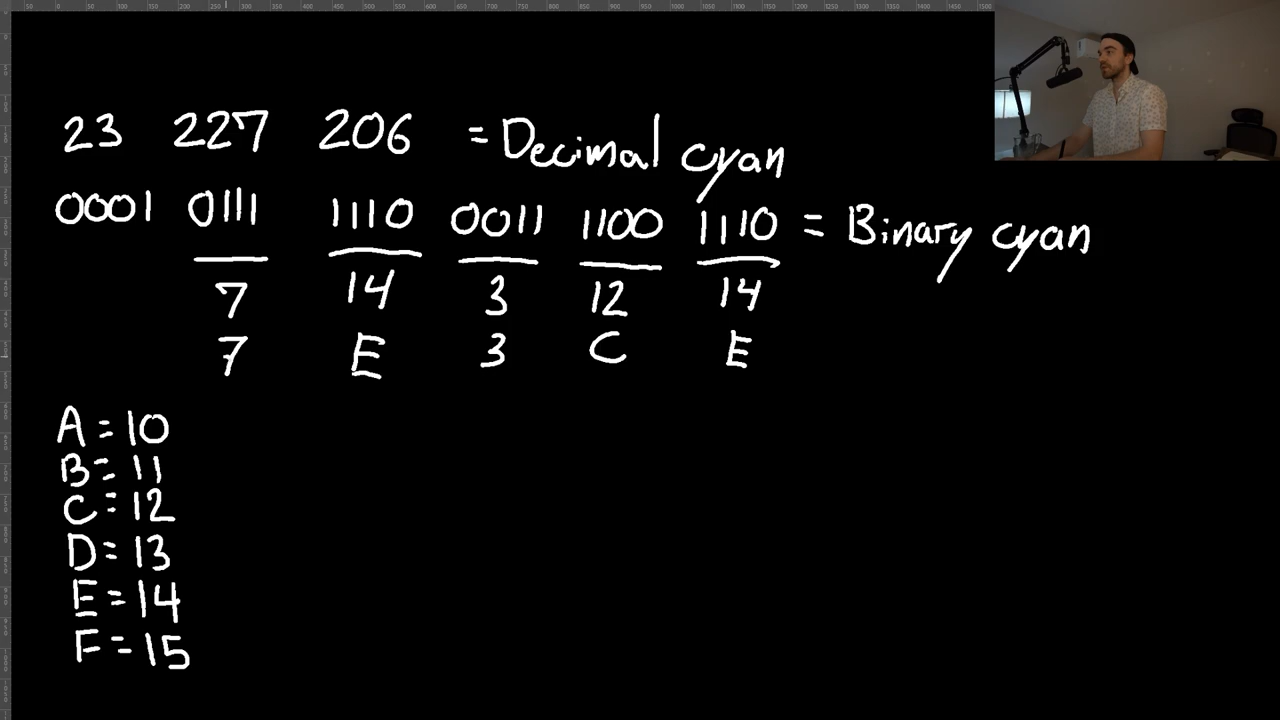 23 227 206 = Decimal cyan
0001 0111 1110 0011 1100 1110 = Binary cyan
7 14 3 12 14
7 E 3 C E
A = 10
B = 11
C = 12
D = 13
E = 14
F = 15